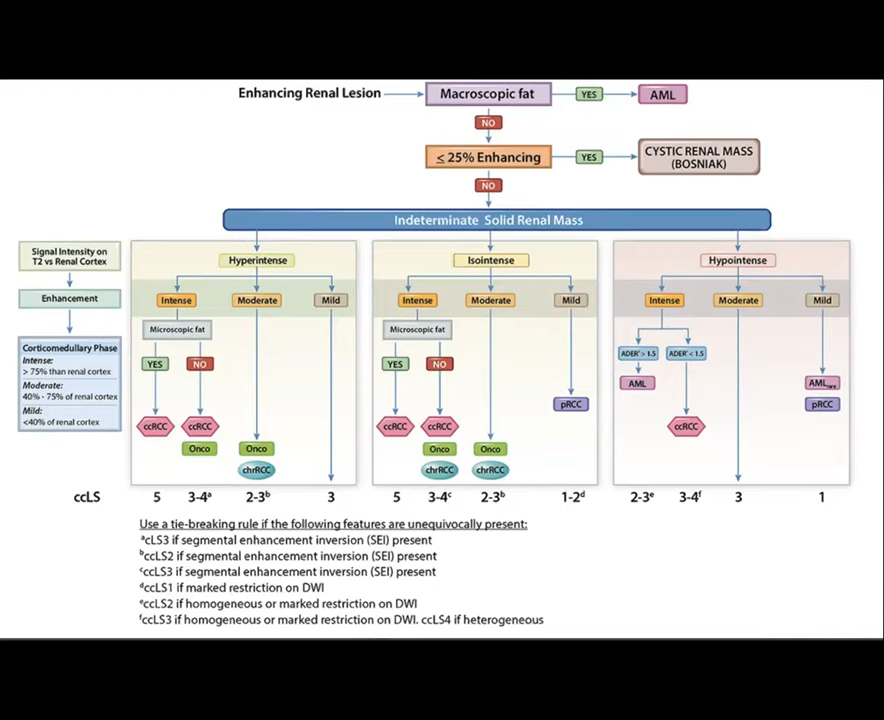 Enhancing Renal Lesion
Macroscopic fat
YES
AML
NO
≤ 25% Enhancing
YES
CYSTIC RENAL MASS
(BOSNIAK)
NO
Indeterminate Solid Renal Mass
Signal Intensity on
T2 vs Renal Cortex
Enhancement
Corticomedullary Phase
Intense:
> 75% than renal cortex
Moderate:
40% - 75% of renal cortex
Mild:
<40% of renal cortex
Hyperintense
Intense
Moderate
Mild
Microscopic fat
YES
NO
ccRCC
ccRCC
Onco
Onco
chrRCC
Isointense
Intense
Moderate
Mild
Microscopic fat
YES
NO
pRCC
ccRCC
ccRCC
Onco
Onco
chrRCC
chrRCC
Hypointense
Intense
Moderate
Mild
ADER' > 1.5
ADER' < 1.5
AML
AML
pRCC
ccRCC
ccLS
5
3-4a
2-3b
3
5
3-4c
2-3b
1-2d
2-3e
3-4f
3
1
Use a tie-breaking rule if the following features are unequivocally present:
acLS3 if segmental enhancement inversion (SEI) present
bccLS2 if segmental enhancement inversion (SEI) present
cccLS3 if segmental enhancement inversion (SEI) present
dccLS1 if marked restriction on DWI
eccLS2 if homogeneous or marked restriction on DWI
fccLS3 if homogeneous or marked restriction on DWI. ccLS4 if heterogeneous